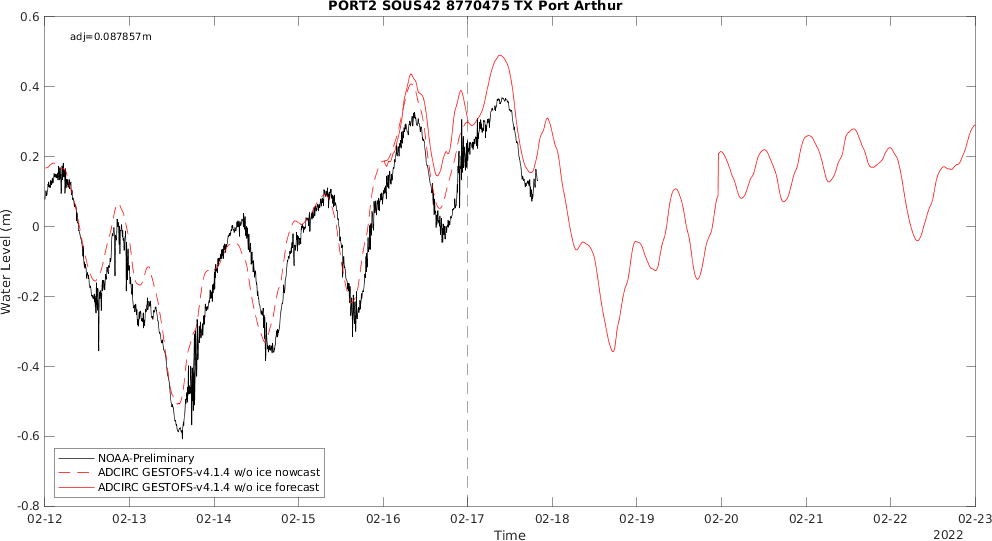 PORT2 SOUS42 8770475 TX Port Arthur
adj=0.087857m
0.6
0.4
0.2
0
-0.2
-0.4
-0.6
-0.8
Water Level (m)
NOAA-Preliminary
ADCIRC GESTOFS-v4.1.4 w/o ice nowcast
ADCIRC GESTOFS-v4.1.4 w/o ice forecast
02-12 02-13 02-14 02-15 02-16 02-17 02-18 02-19 02-20 02-21 02-22 02-23
Time
2022